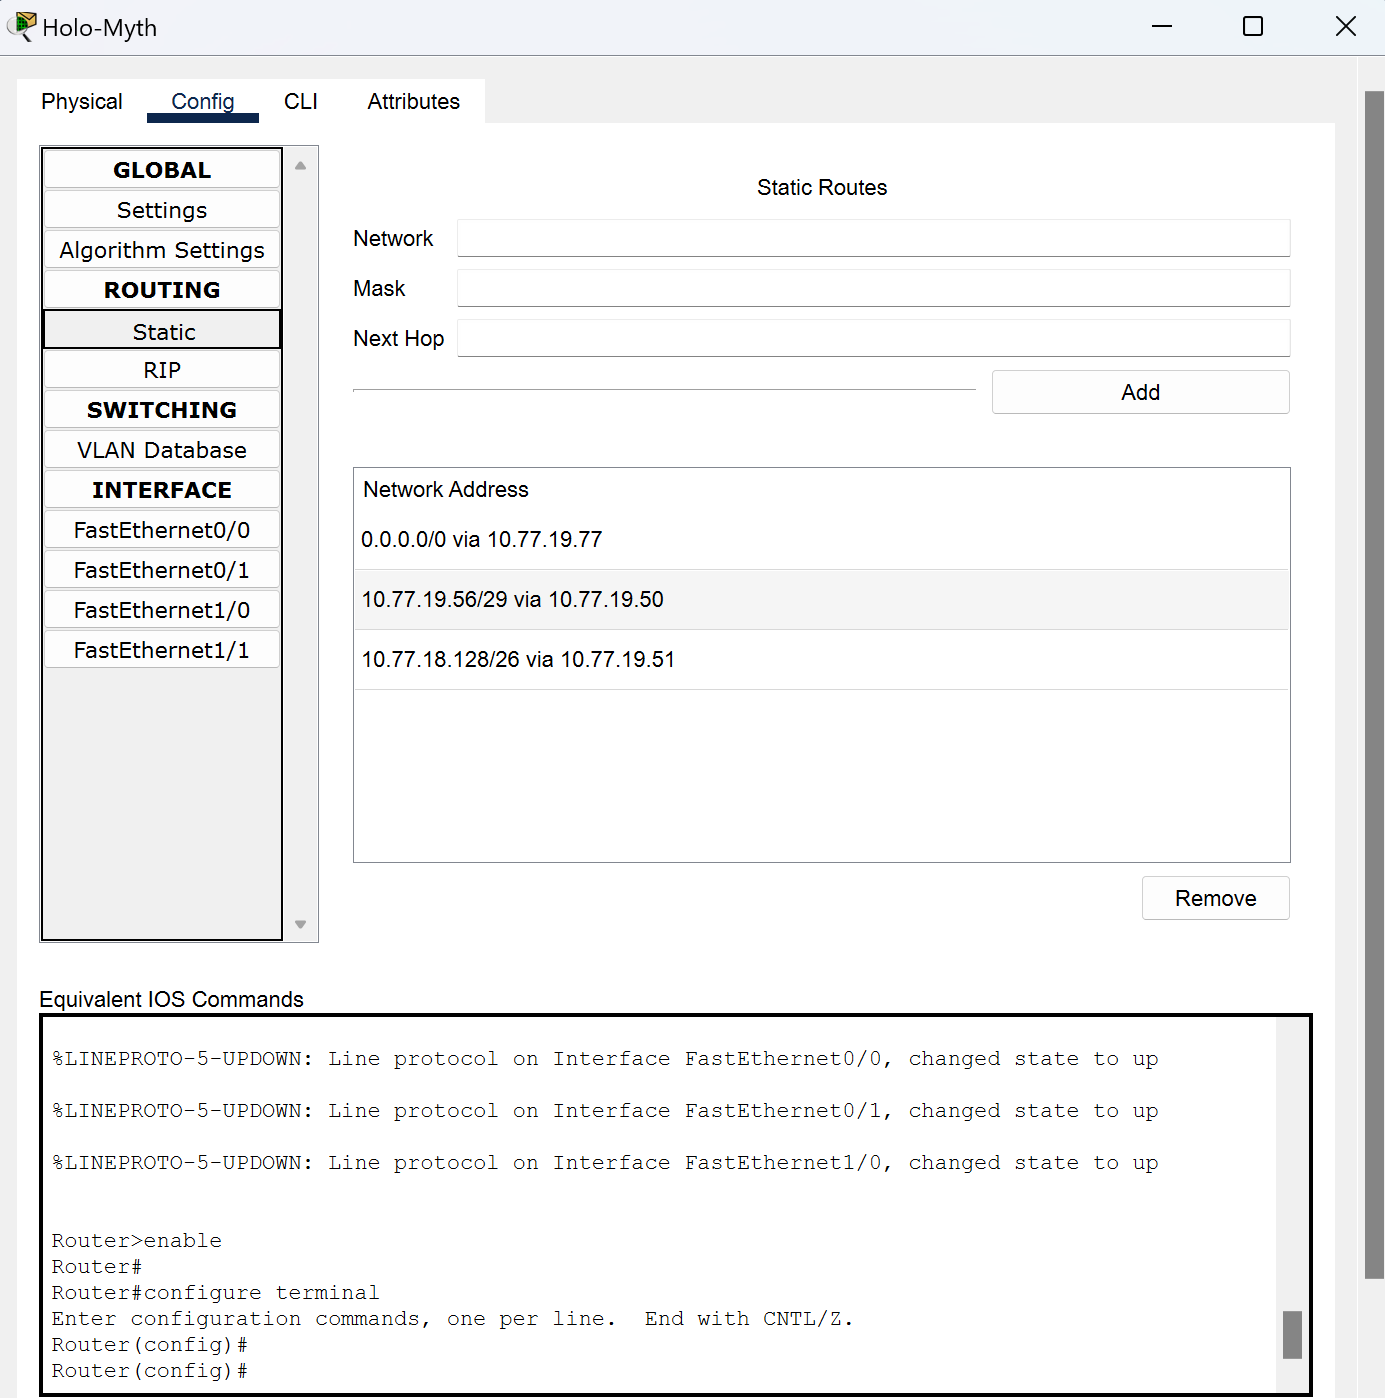 Holo-Myth
Physical Config CLI Attributes
GLOBAL
Settings
Algorithm Settings
ROUTING
Static
RIP
SWITCHING
VLAN Database
INTERFACE
FastEthernet0/0
FastEthernet0/1
FastEthernet1/0
FastEthernet1/1
Static Routes
Network
Mask
Next Hop
Add
Network Address
0.0.0.0/0 via 10.77.19.77
10.77.19.56/29 via 10.77.19.50
10.77.18.128/26 via 10.77.19.51
Remove
Equivalent IOS Commands
%LINEPROTO-5-UPDOWN: Line protocol on Interface FastEthernet0/0, changed state to up
%LINEPROTO-5-UPDOWN: Line protocol on Interface FastEthernet0/1, changed state to up
%LINEPROTO-5-UPDOWN: Line protocol on Interface FastEthernet1/0, changed state to up
Router>enable
Router#
Router#configure terminal
Enter configuration commands, one per line.  End with CNTL/Z.
Router(config)#
Router(config)#